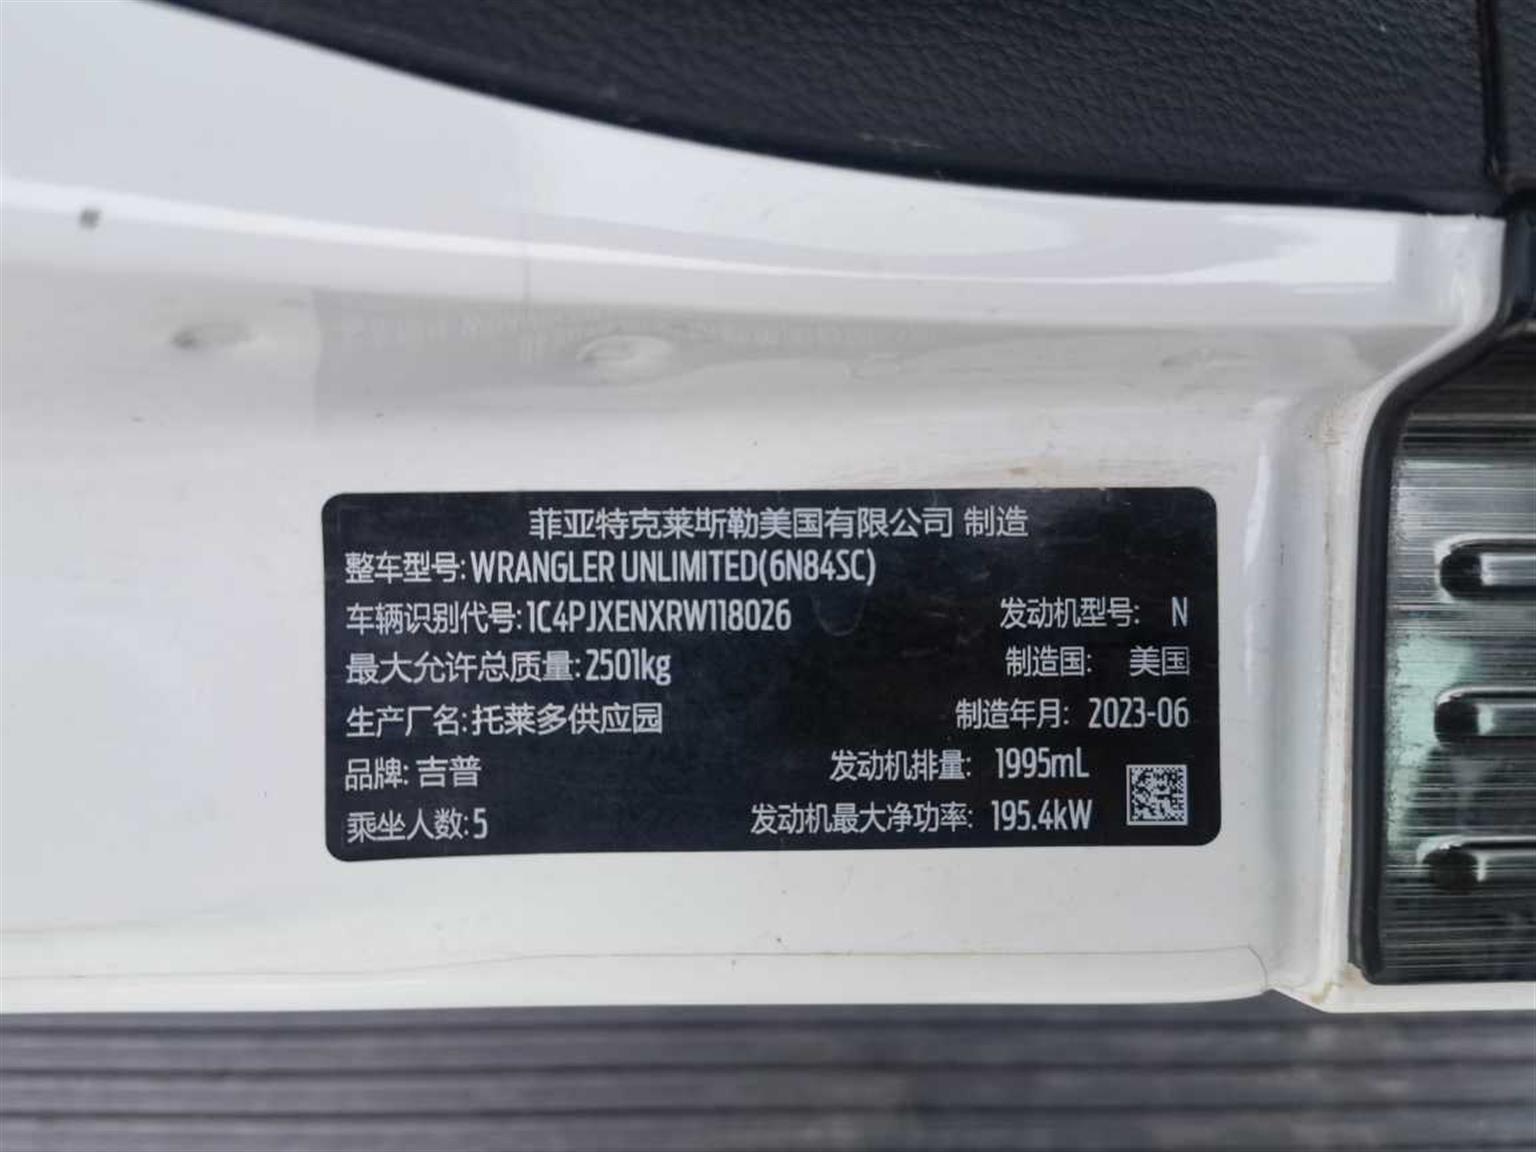 菲亚特克莱斯勒美国有限公司 制造
整车型号:WRANGLER UNLIMITED(6N84SC)
车辆识别代号:1C4PJXENXRW118026 发动机型号: N
最大允许总质量:2501kg 制造国: 美国
生产厂名:托莱多供应园 制造年月: 2023-06
品牌: 吉普 发动机排量: 1995mL
乘坐人数:5 发动机最大净功率: 195.4kW